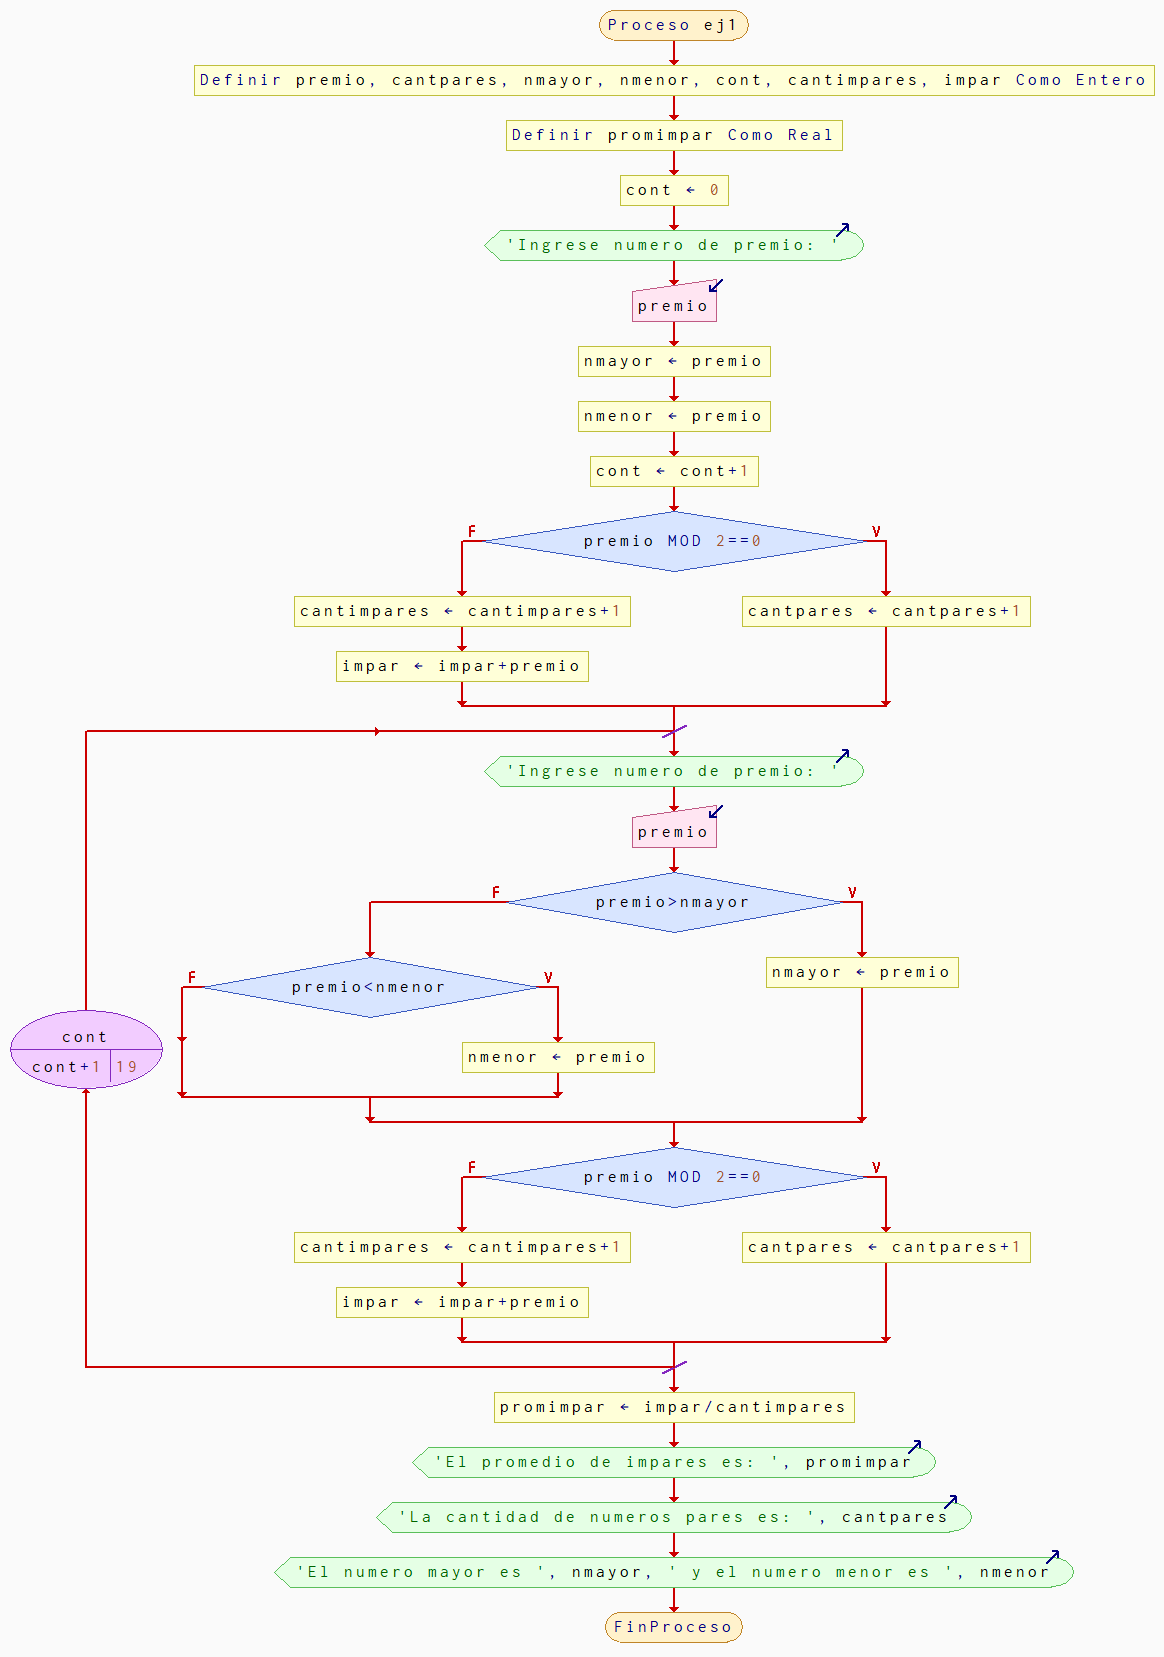 Proceso ej1
Definir premio, cantpares, nmayor, nmenor, cont, cantimpares, impar Como Entero
Definir promimpar Como Real
cont ← 0
'Ingrese numero de premio: '
premio
nmayor ← premio
nmenor ← premio
cont ← cont+1
F
V
premio MOD 2==0
cantimpares ← cantimpares+1
cantpares ← cantpares+1
impar ← impar+premio
'Ingrese numero de premio: '
premio
F
V
premio>nmayor
nmayor ← premio
F
V
premio<nmenor
cont
cont+1 19
nmenor ← premio
F
V
premio MOD 2==0
cantimpares ← cantimpares+1
cantpares ← cantpares+1
impar ← impar+premio
promimpar ← impar/cantimpares
'El promedio de impares es: ', promimpar
'La cantidad de numeros pares es: ', cantpares
'El numero mayor es ', nmayor, ' y el numero menor es ', nmenor
FinProceso